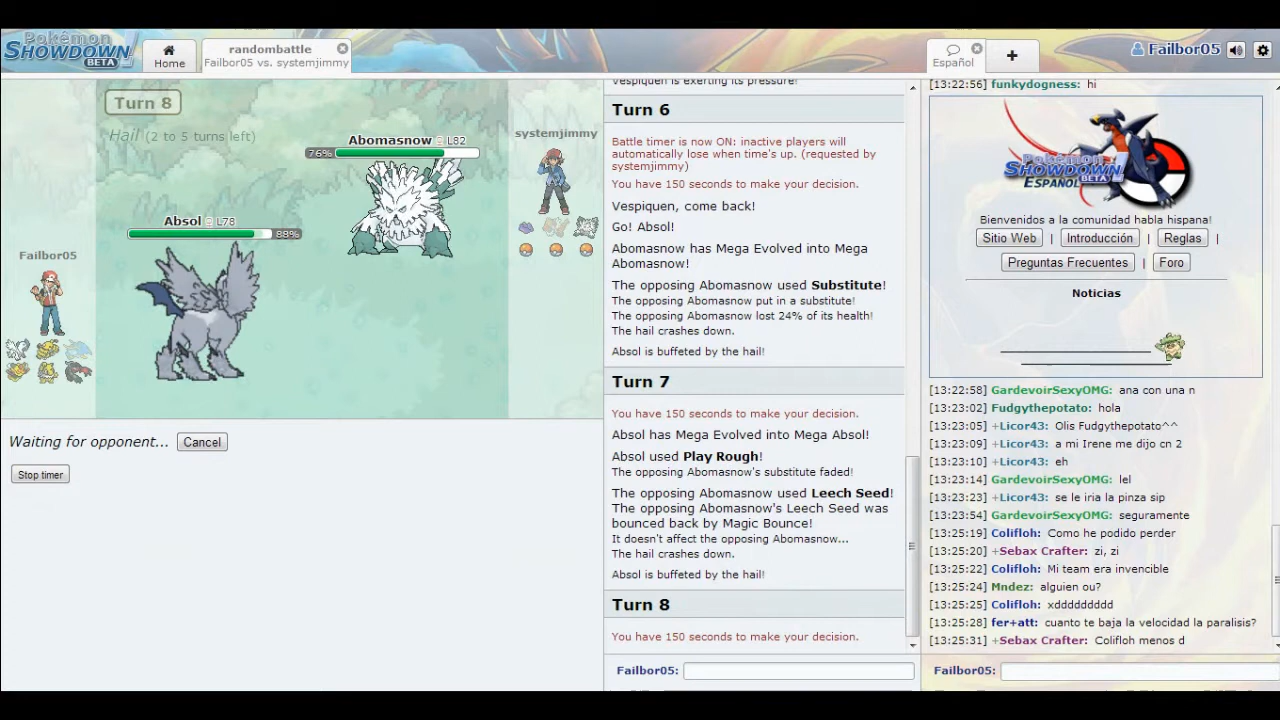 Pokémon
SHOWDOWN!
BETA
Home
randombattle
Failbor05 vs. systemjimmy
Español
+
Failbor05
Turn 8
Hail (2 to 5 turns left)
Abomasnow L82
76%
Absol L78
88%
Failbor05
systemjimmy
Waiting for opponent... Cancel
Stop timer
Vespiquen is exerting its pressure!
Turn 6
Battle timer is now ON: inactive players will
automatically lose when time's up. (requested by
systemjimmy)
You have 150 seconds to make your decision.
Vespiquen, come back!
Go! Absol!
Abomasnow has Mega Evolved into Mega
Abomasnow!
The opposing Abomasnow used Substitute!
The opposing Abomasnow put in a substitute!
The opposing Abomasnow lost 24% of its health!
The hail crashes down.
Absol is buffeted by the hail!
Turn 7
You have 150 seconds to make your decision.
Absol has Mega Evolved into Mega Absol!
Absol used Play Rough!
The opposing Abomasnow's substitute faded!
The opposing Abomasnow used Leech Seed!
The opposing Abomasnow's Leech Seed was
bounced back by Magic Bounce!
It doesn't affect the opposing Abomasnow...
The hail crashes down.
Absol is buffeted by the hail!
Turn 8
You have 150 seconds to make your decision.
Failbor05:
[13:22:56] funkydogness: hi
Pokémon
SHOWDOWN!
BETA
ESPAÑOL
Bienvenidos a la comunidad habla hispana!
Sitio Web | Introducción | Reglas |
Preguntas Frecuentes | Foro
Noticias
[13:22:58] GardevoirSexyOMG: ana con una n
[13:23:02] Fudgythepotato: hola
[13:23:05] +Licor43: Olis Fudgythepotato^^
[13:23:09] +Licor43: a mi Irene me dijo cn 2
[13:23:10] +Licor43: eh
[13:23:14] GardevoirSexyOMG: lel
[13:23:23] +Licor43: se le iria la pinza sip
[13:23:54] GardevoirSexyOMG: seguramente
[13:25:19] Colifloh: Como he podido perder
[13:25:20] +Sebax Crafter: zi, zi
[13:25:22] Colifloh: Mi team era invencible
[13:25:24] Mndez: alguien ou?
[13:25:25] Colifloh: xddddddddd
[13:25:28] fer+att: cuanto te baja la velocidad la paralisis?
[13:25:31] +Sebax Crafter: Colifloh menos d
Failbor05: